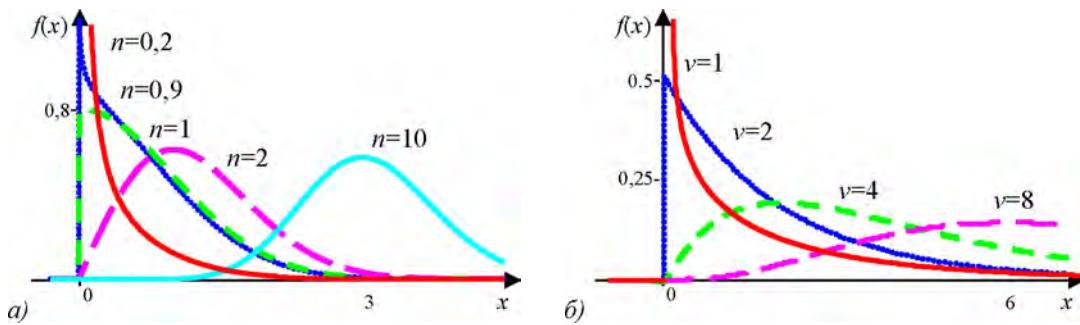 f(x)
n=0,2
n=0,9
0,8
n=1
n=2
n=10
0
3
x
а)
f(x)
ν=1
0.5
ν=2
0,25
ν=4
ν=8
0
6
x
б)